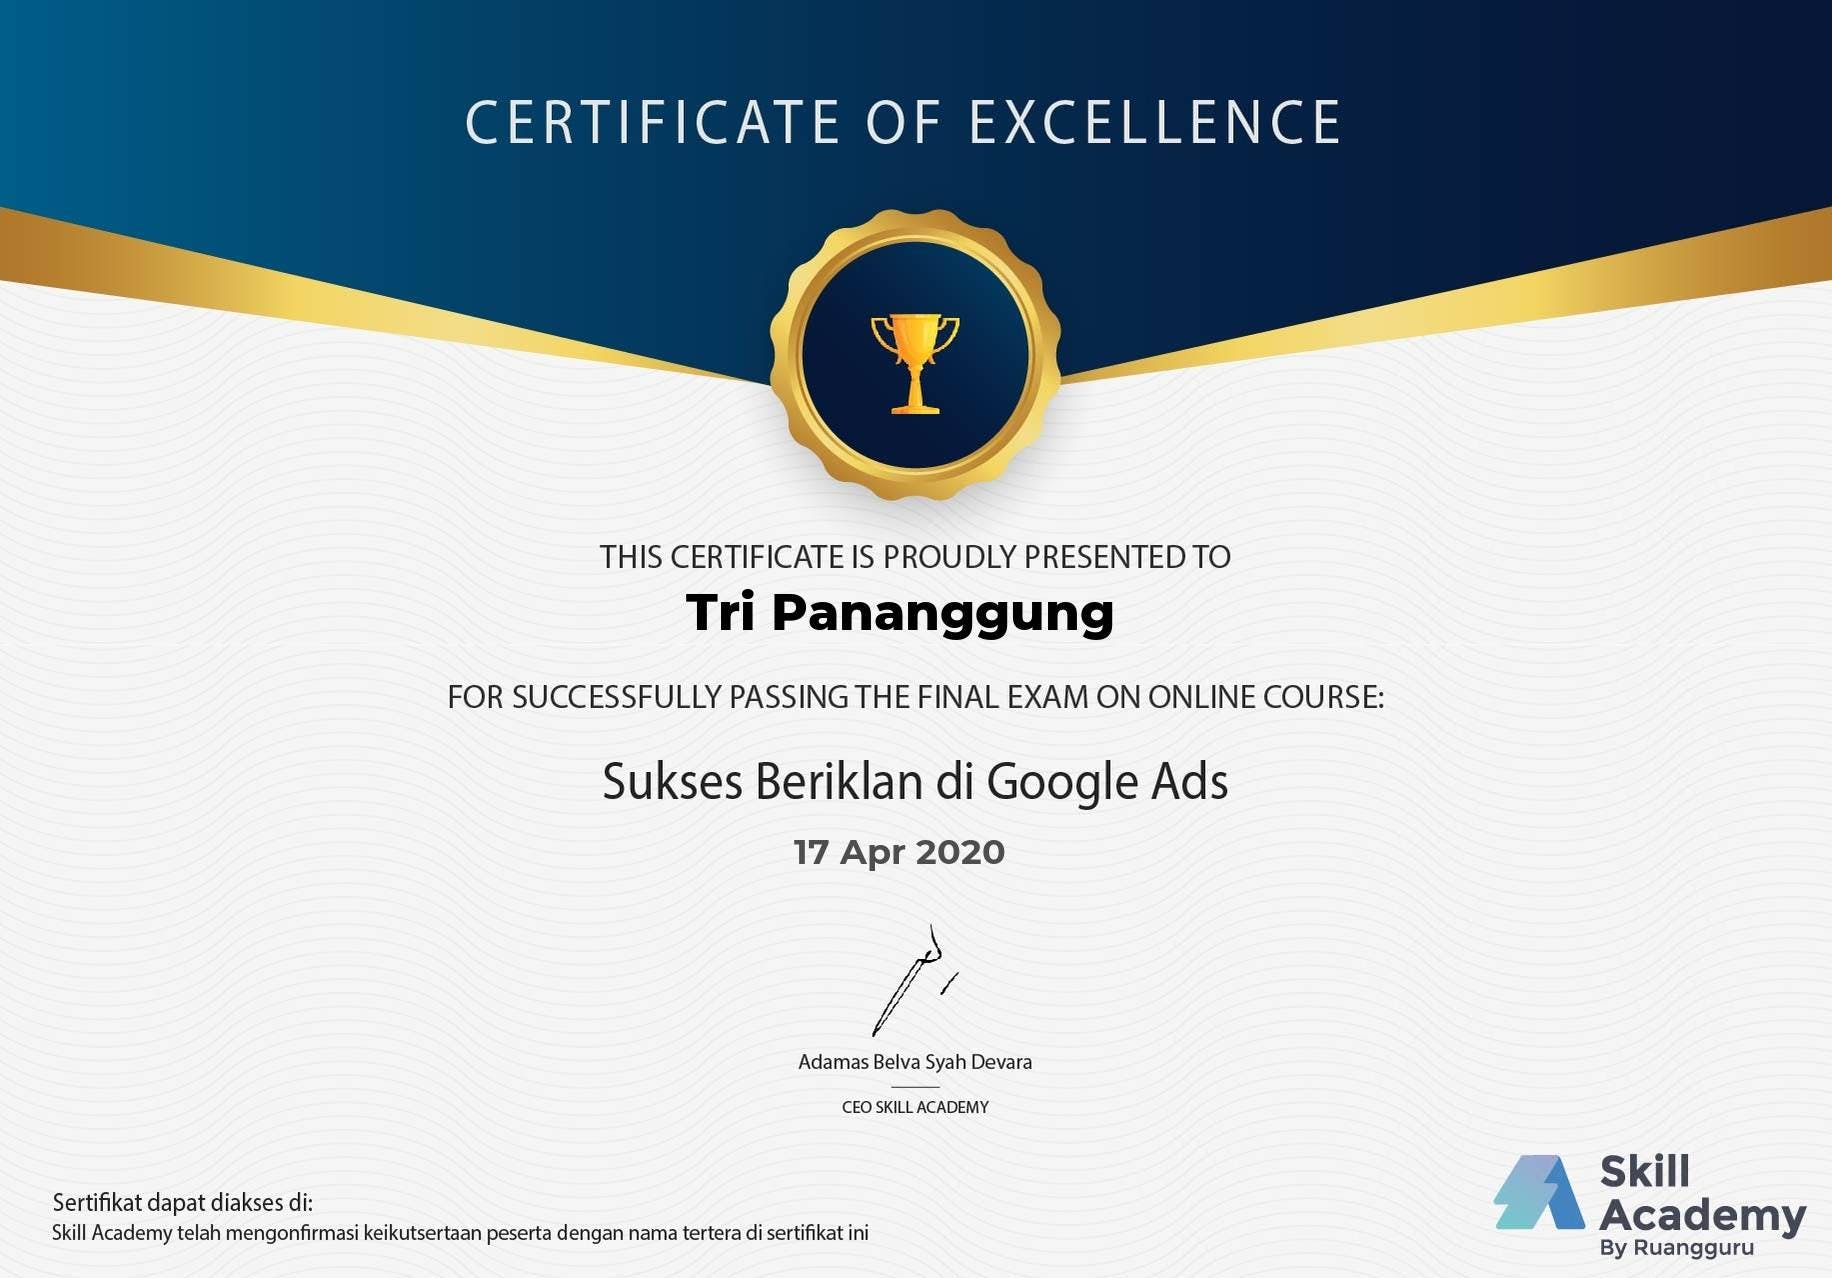 CERTIFICATE OF EXCELLENCE
THIS CERTIFICATE IS PROUDLY PRESENTED TO
Tri Pananggung
FOR SUCCESSFULLY PASSING THE FINAL EXAM ON ONLINE COURSE:
Sukses Beriklan di Google Ads
17 Apr 2020
Adamas Belva Syah Devara
CEO SKILL ACADEMY
Sertifikat dapat diakses di:
Skill Academy telah mengonfirmasi keikutsertaan peserta dengan nama tertera di sertifikat ini
Skill
Academy
By Ruangguru